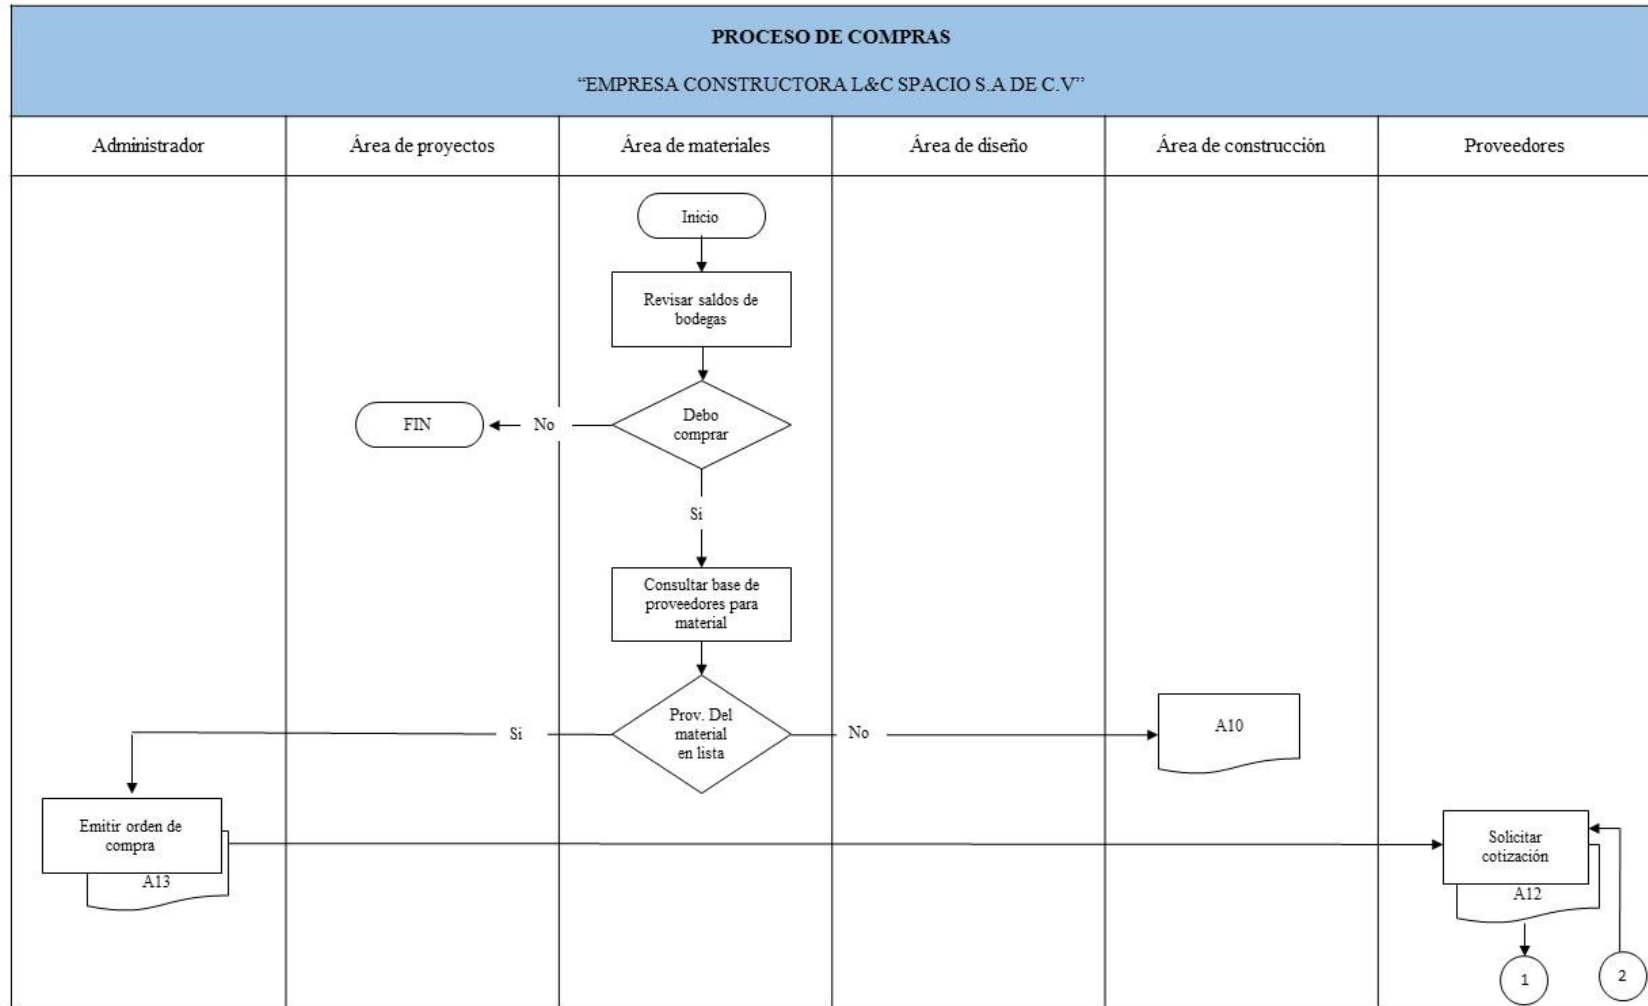 PROCESO DE COMPRAS
“EMPRESA CONSTRUCTORA L&C SPACIO S.A DE C.V”
Administrador
Área de proyectos
Área de materiales
Área de diseño
Área de construcción
Proveedores
Inicio
Revisar saldos de
bodegas
Debo
comprar
No
FIN
Si
Consultar base de
proveedores para
material
Prov. Del
material
en lista
Si
No
A10
Emitir orden de
compra
A13
Solicitar
cotización
A12
1
2